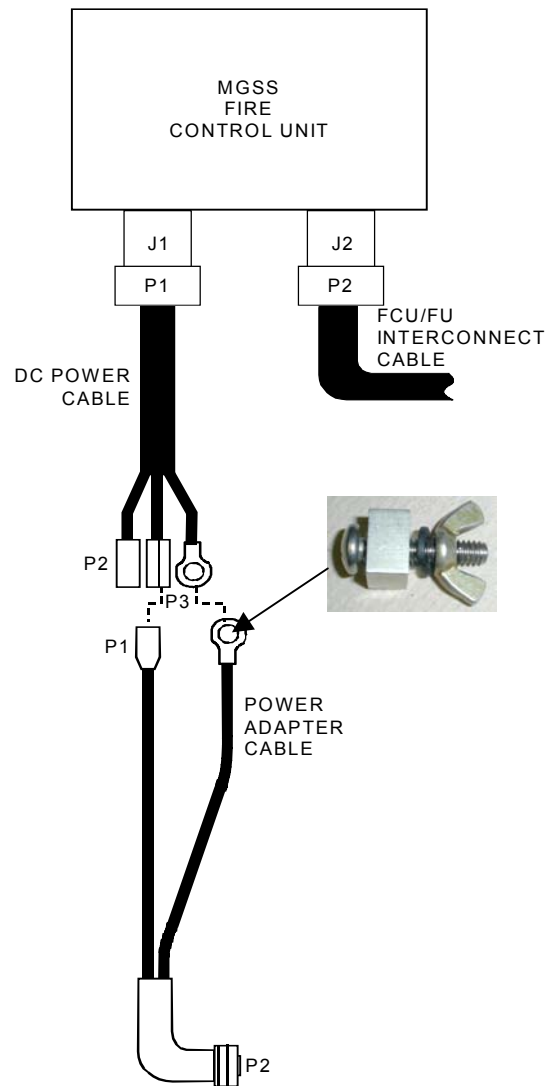 MGSS
FIRE
CONTROL UNIT
J1
J2
P1
P2
FCU/FU
INTERCONNECT
CABLE
DC POWER
CABLE
P2
P3
P1
POWER
ADAPTER
CABLE
P2